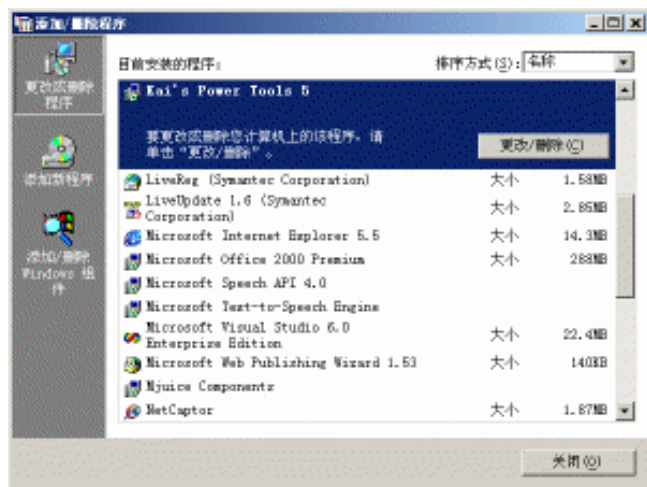 添加/删除程序
更改或删除
程序
添加新程序
添加/删除
Windows 组
件
目前安装的程序:
排序方式(S): 名称
Kai's Power Tools 5
要更改或删除您计算机上的该程序，请
单击“更改/删除”。
更改/删除(C)
LiveReg (Symantec Corporation) 大小 1.58MB
LiveUpdate 1.6 (Symantec
Corporation) 大小 2.85MB
Microsoft Internet Explorer 5.5 大小 14.3MB
Microsoft Office 2000 Premium 大小 288MB
Microsoft Speech API 4.0
Microsoft Text-to-Speech Engine
Microsoft Visual Studio 6.0
Enterprise Edition 大小 22.4MB
Microsoft Web Publishing Wizard 1.53 大小 140KB
Njuice Components
NetCaptor 大小 1.87MB
关闭(O)